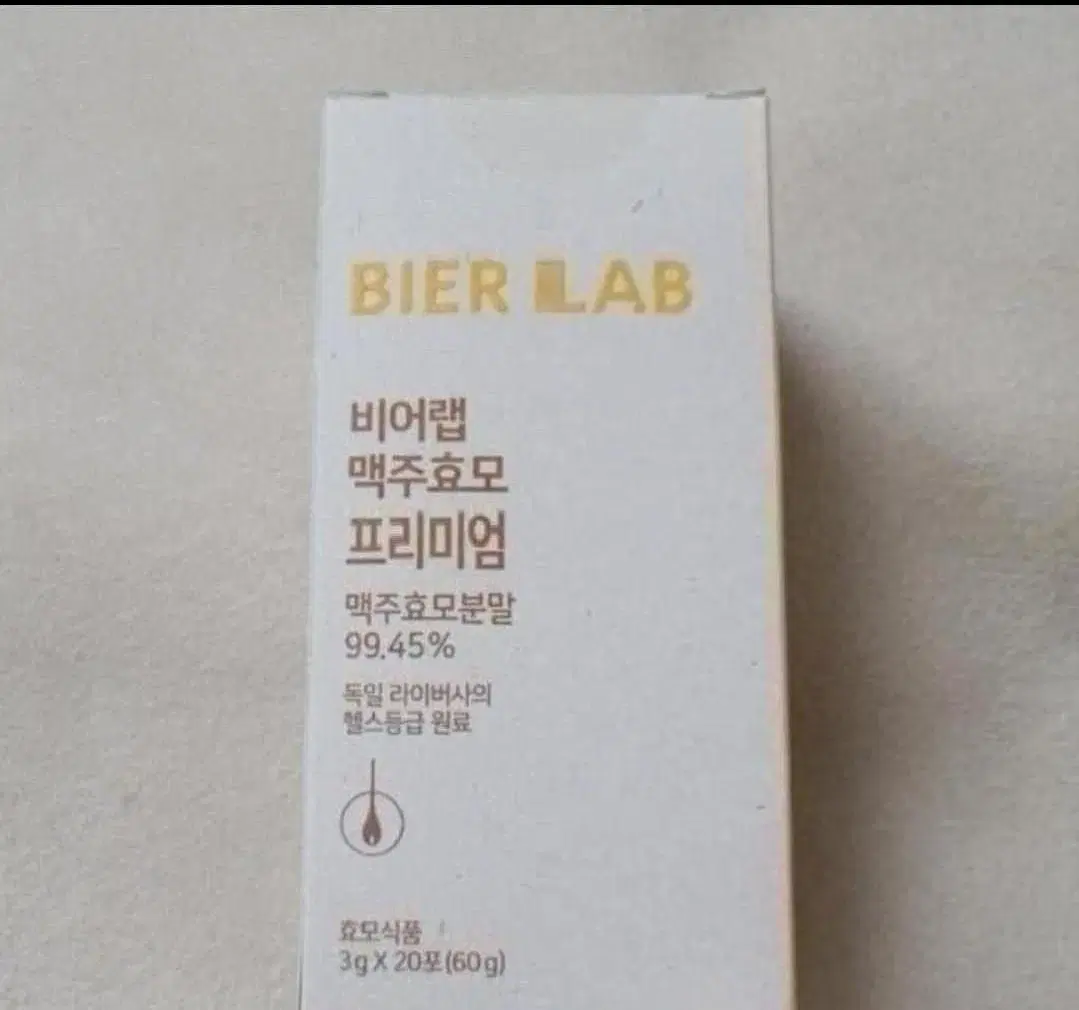 BIER LAB
비어랩
맥주효모
프리미엄
맥주효모분말
99.45%
독일 라이버사의
헬스등급 원료
효모식품
3g X 20포(60g)